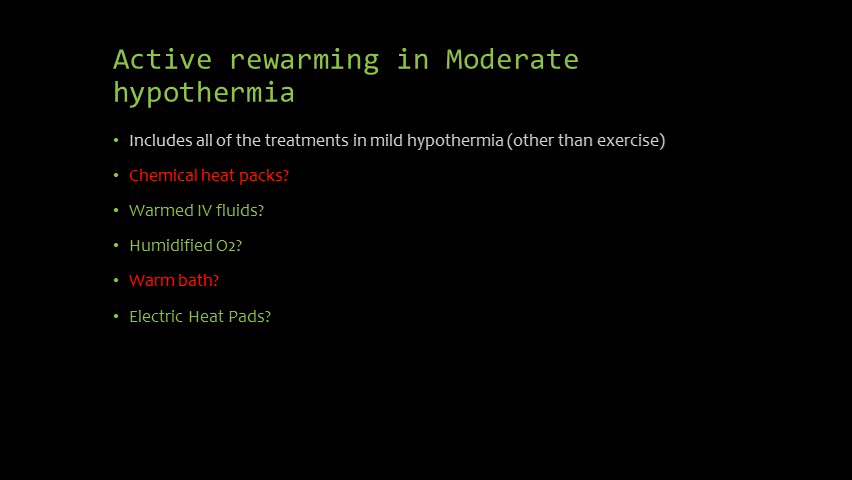 Active rewarming in Moderate
hypothermia
• Includes all of the treatments in mild hypothermia (other than exercise)
• Chemical heat packs?
• Warmed IV fluids?
• Humidified O2?
• Warm bath?
• Electric Heat Pads?